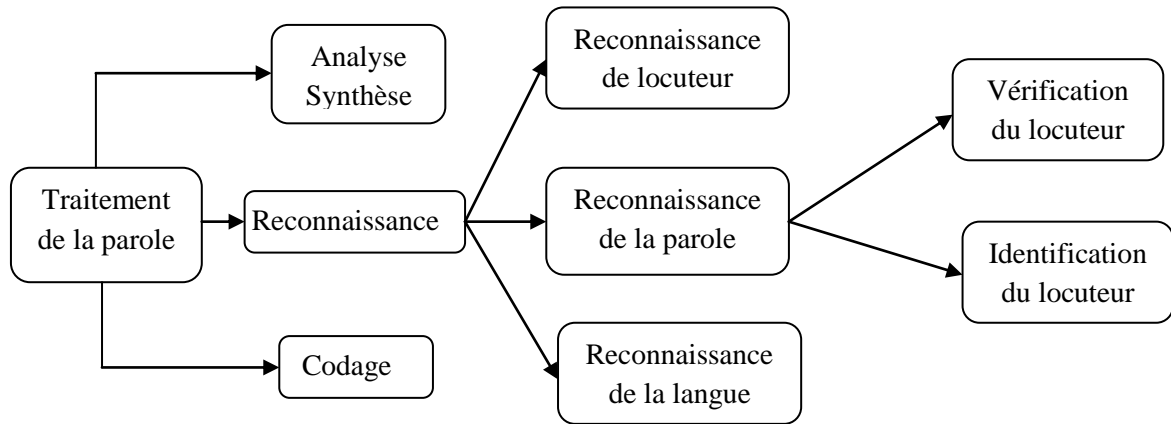 Analyse
Synthèse
Reconnaissance
de locuteur
Vérification
du locuteur
Traitement
de la parole
Reconnaissance
Reconnaissance
de la parole
Identification
du locuteur
Codage
Reconnaissance
de la langue